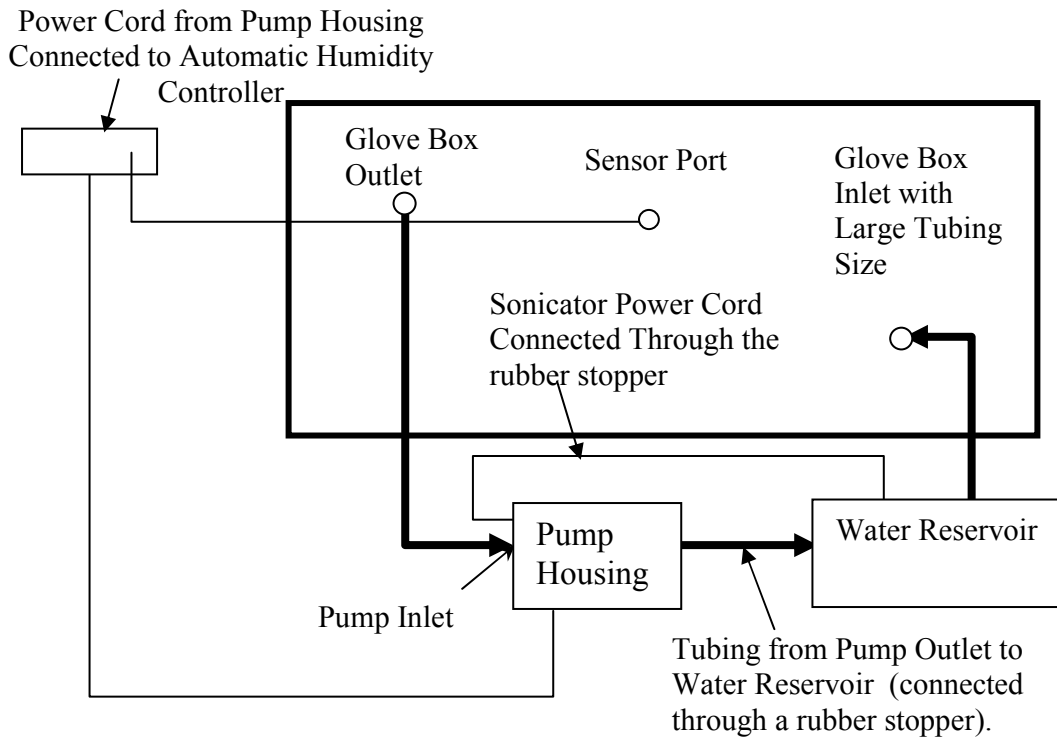 Power Cord from Pump Housing
Connected to Automatic Humidity
Controller
Glove Box
Outlet
Sensor Port
Glove Box
Inlet with
Large Tubing
Size
Sonicator Power Cord
Connected Through the
rubber stopper
Pump
Housing
Water Reservoir
Pump Inlet
Tubing from Pump Outlet to
Water Reservoir (connected
through a rubber stopper).